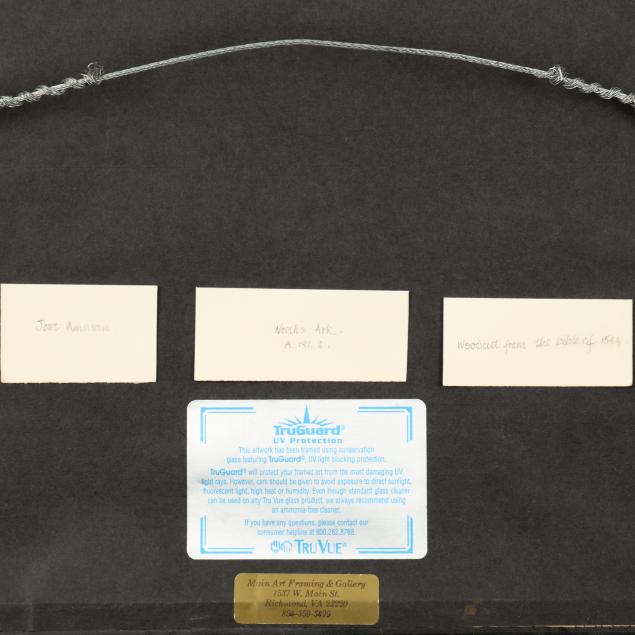 Jost Amman
Noah's Ark.
A. 181. 2.
Woodcut from the bible of
TruGuard®
UV Protection
This artwork has been framed using conservation
glass featuring TruGuard®, UV light blocking protection.
TruGuard® will protect your framed art from the most damaging UV
light rays. However, care should be given to avoid exposure to direct sunlight,
fluorescent light, high heat or humidity. Even though standard glass cleaner
can be used on any Tru Vue glass product, we always recommend using
an ammonia-free cleaner.
If you have any questions, please contact our
consumer helpline at 800.282.8788.
TRU VUE®
Main Art Framing & Gallery
1537 W. Main St.
Richmond, VA 23220